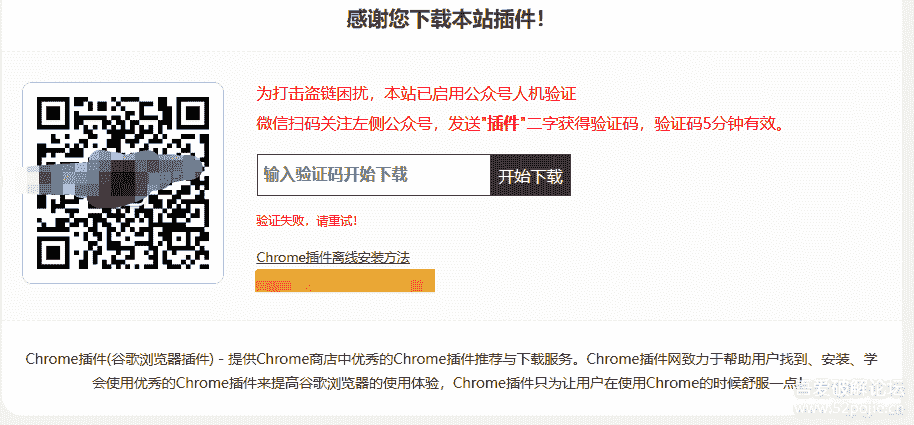 感谢您下载本站插件！
为打击盗链困扰，本站已启用公众号人机验证
微信扫码关注左侧公众号，发送"插件"二字获得验证码，验证码5分钟有效。
输入验证码开始下载
开始下载
验证失败，请重试！
Chrome插件离线安装方法
Chrome插件(谷歌浏览器插件) - 提供Chrome商店中优秀的Chrome插件推荐与下载服务。Chrome插件网致力于帮助用户找到、安装、学
会使用优秀的Chrome插件来提高谷歌浏览器的使用体验，Chrome插件只为让用户在使用Chrome的时候舒服一点！
吾爱破解论坛
www.52pojie.cn